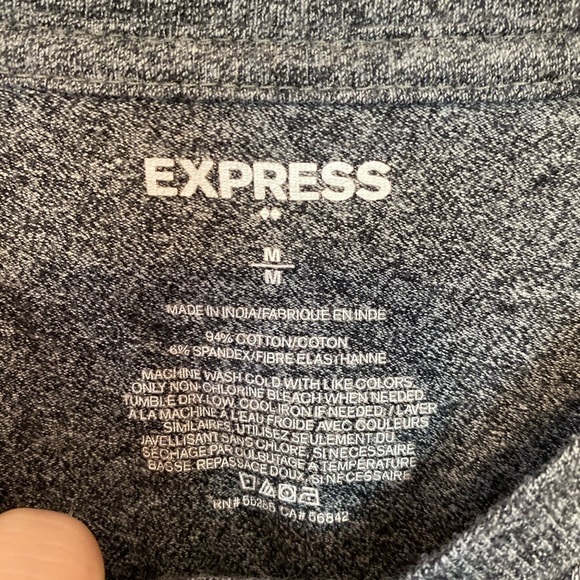 EXPRESS
M
M
MADE IN INDIA/FABRIQUÉ EN INDE
94% COTTON/COTON
6% SPANDEX/FIBRE ÉLASTHANNE
MACHINE WASH COLD WITH LIKE COLORS.
ONLY NON-CHLORINE BLEACH WHEN NEEDED.
TUMBLE DRY LOW. COOL IRON IF NEEDED. / LAVER
À LA MACHINE À L'EAU FROIDE AVEC COULEURS
SIMILAIRES. UTILISEZ SEULEMENT DU
JAVELLISANT SANS CHLORE, SI NÉCESSAIRE.
SÉCHAGE PAR CULBUTAGE À TEMPÉRATURE
BASSE. REPASSAGE DOUX, SI NÉCESSAIRE.
RN# 55285 CA# 56842